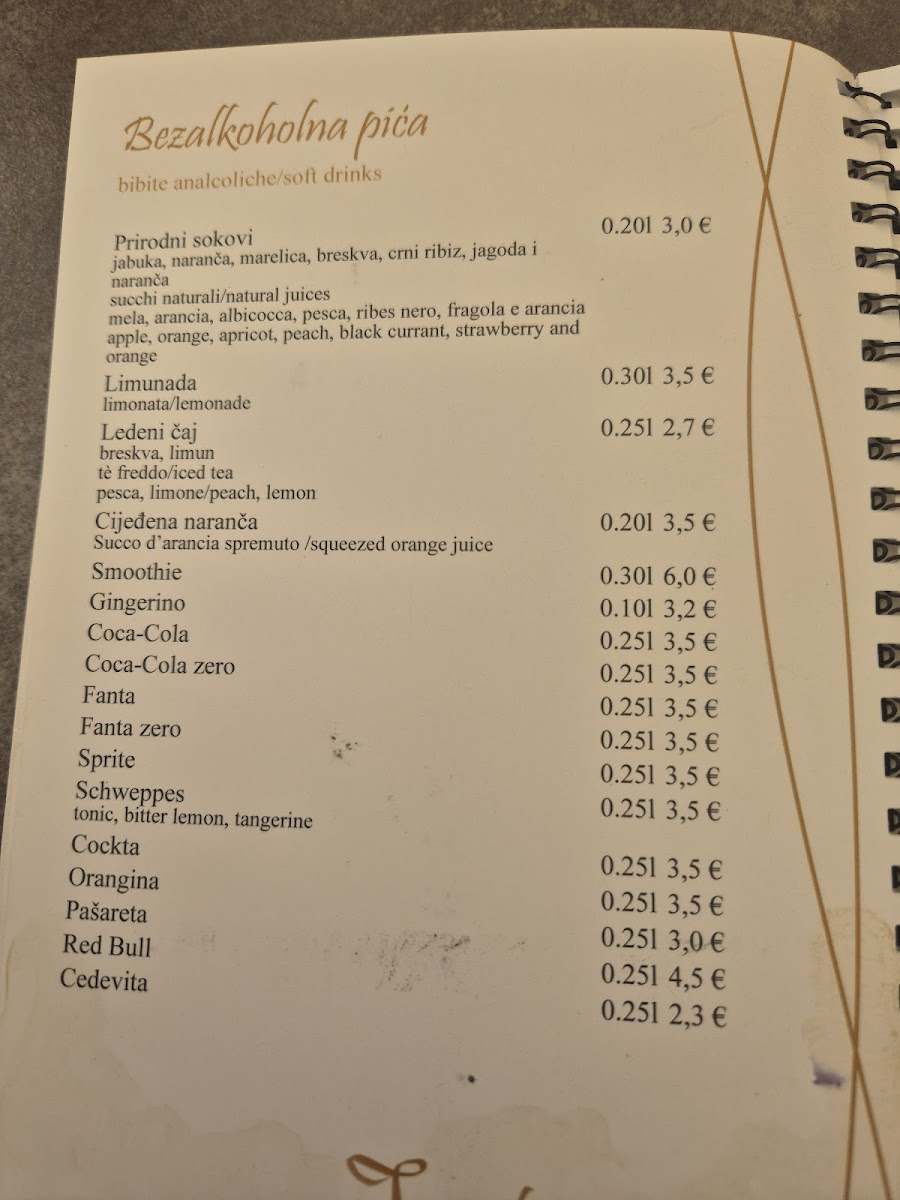 Bezalkoholna pića
bibite analcoliche/soft drinks
Prirodni sokovi 0.20l 3,0 €
jabuka, naranča, marelica, breskva, crni ribiz, jagoda i
naranča
succhi naturali/natural juices
mela, arancia, albicocca, pesca, ribes nero, fragola e arancia
apple, orange, apricot, peach, black currant, strawberry and
orange
Limunada 0.30l 3,5 €
limonata/lemonade
Ledeni čaj 0.25l 2,7 €
breskva, limun
tè freddo/iced tea
pesca, limone/peach, lemon
Cijeđena naranča 0.20l 3,5 €
Succo d'arancia spremuto /squeezed orange juice
Smoothie 0.30l 6,0 €
Gingerino 0.10l 3,2 €
Coca-Cola 0.25l 3,5 €
Coca-Cola zero 0.25l 3,5 €
Fanta 0.25l 3,5 €
Fanta zero 0.25l 3,5 €
Sprite 0.25l 3,5 €
Schweppes 0.25l 3,5 €
tonic, bitter lemon, tangerine
Cockta 0.25l 3,5 €
Orangina 0.25l 3,5 €
Pašareta 0.25l 3,0 €
Red Bull 0.25l 4,5 €
Cedevita 0.25l 2,3 €